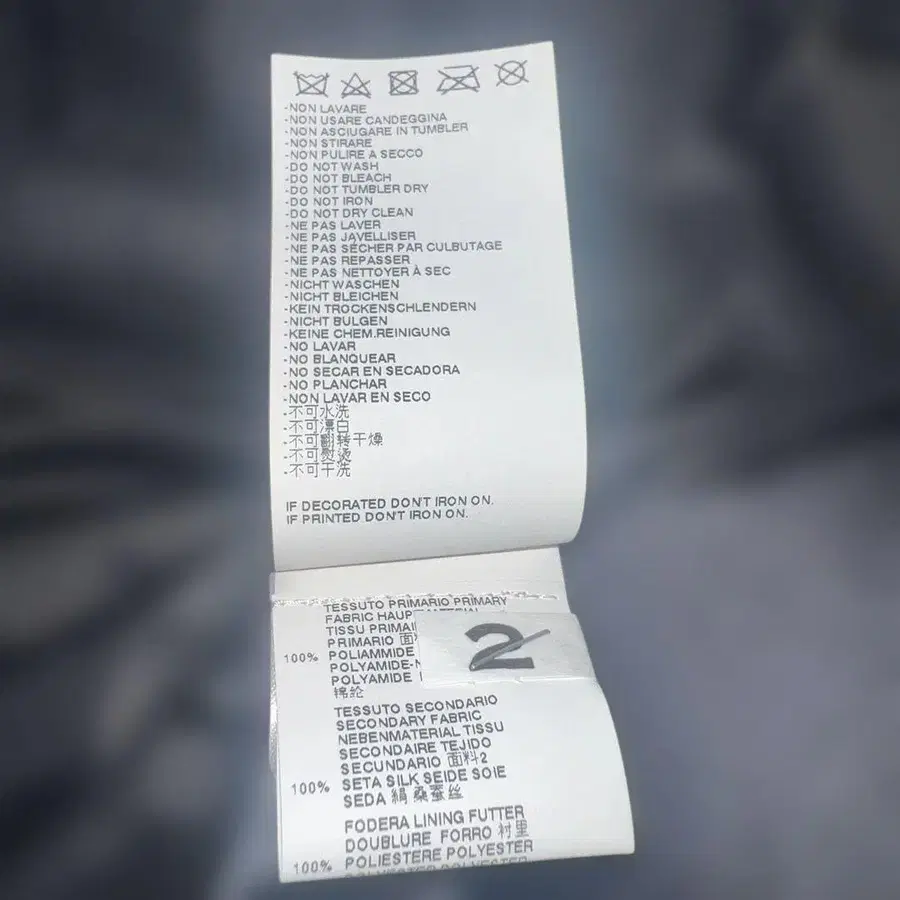 -NON LAVARE
-NON USARE CANDEGGINA
-NON ASCIUGARE IN TUMBLER
-NON STIRARE
-NON PULIRE A SECCO
-DO NOT WASH
-DO NOT BLEACH
-DO NOT TUMBLER DRY
-DO NOT IRON
-DO NOT DRY CLEAN
-NE PAS LAVER
-NE PAS JAVELLISER
-NE PAS SÉCHER PAR CULBUTAGE
-NE PAS REPASSER
-NE PAS NETTOYER À SEC
-NICHT WASCHEN
-NICHT BLEICHEN
-KEIN TROCKENSCHLENDERN
-NICHT BULGEN
-KEINE CHEM.REINIGUNG
-NO LAVAR
-NO BLANQUEAR
-NO SECAR EN SECADORA
-NO PLANCHAR
-NON LAVAR EN SECO
-不可水洗
-不可漂白
-不可翻转干燥
-不可熨烫
-不可干洗
IF DECORATED DON'T IRON ON.
IF PRINTED DON'T IRON ON.
TESSUTO PRIMARIO PRIMARY
FABRIC
TISSU
PRIMARIO
2
100% POLIAMMIDE
POLYAMIDE
POLYAMIDE
锦纶
TESSUTO SECONDARIO
SECONDARY FABRIC
NEBENMATERIAL TISSU
SECONDAIRE TEJIDO
SECUNDARIO 面料2
100% SETA SILK SEIDE SOIE
SEDA 絹 桑蚕丝
FODERA LINING FUTTER
DOUBLURE FORRO 衬里
100% POLIESTERE POLYESTER